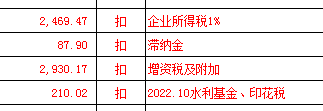 2,469.47 扣 企业所得税1%
87.90 扣 滞纳金
2,930.17 扣 增资税及附加
210.02 扣 2022.10水利基金、印花税